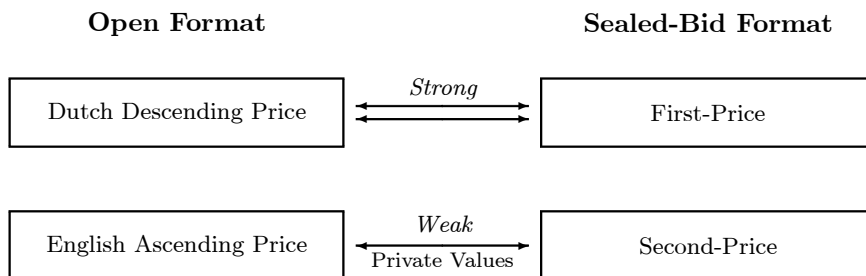 Open Format
Sealed-Bid Format
Dutch Descending Price
Strong
First-Price
English Ascending Price
Weak
Private Values
Second-Price